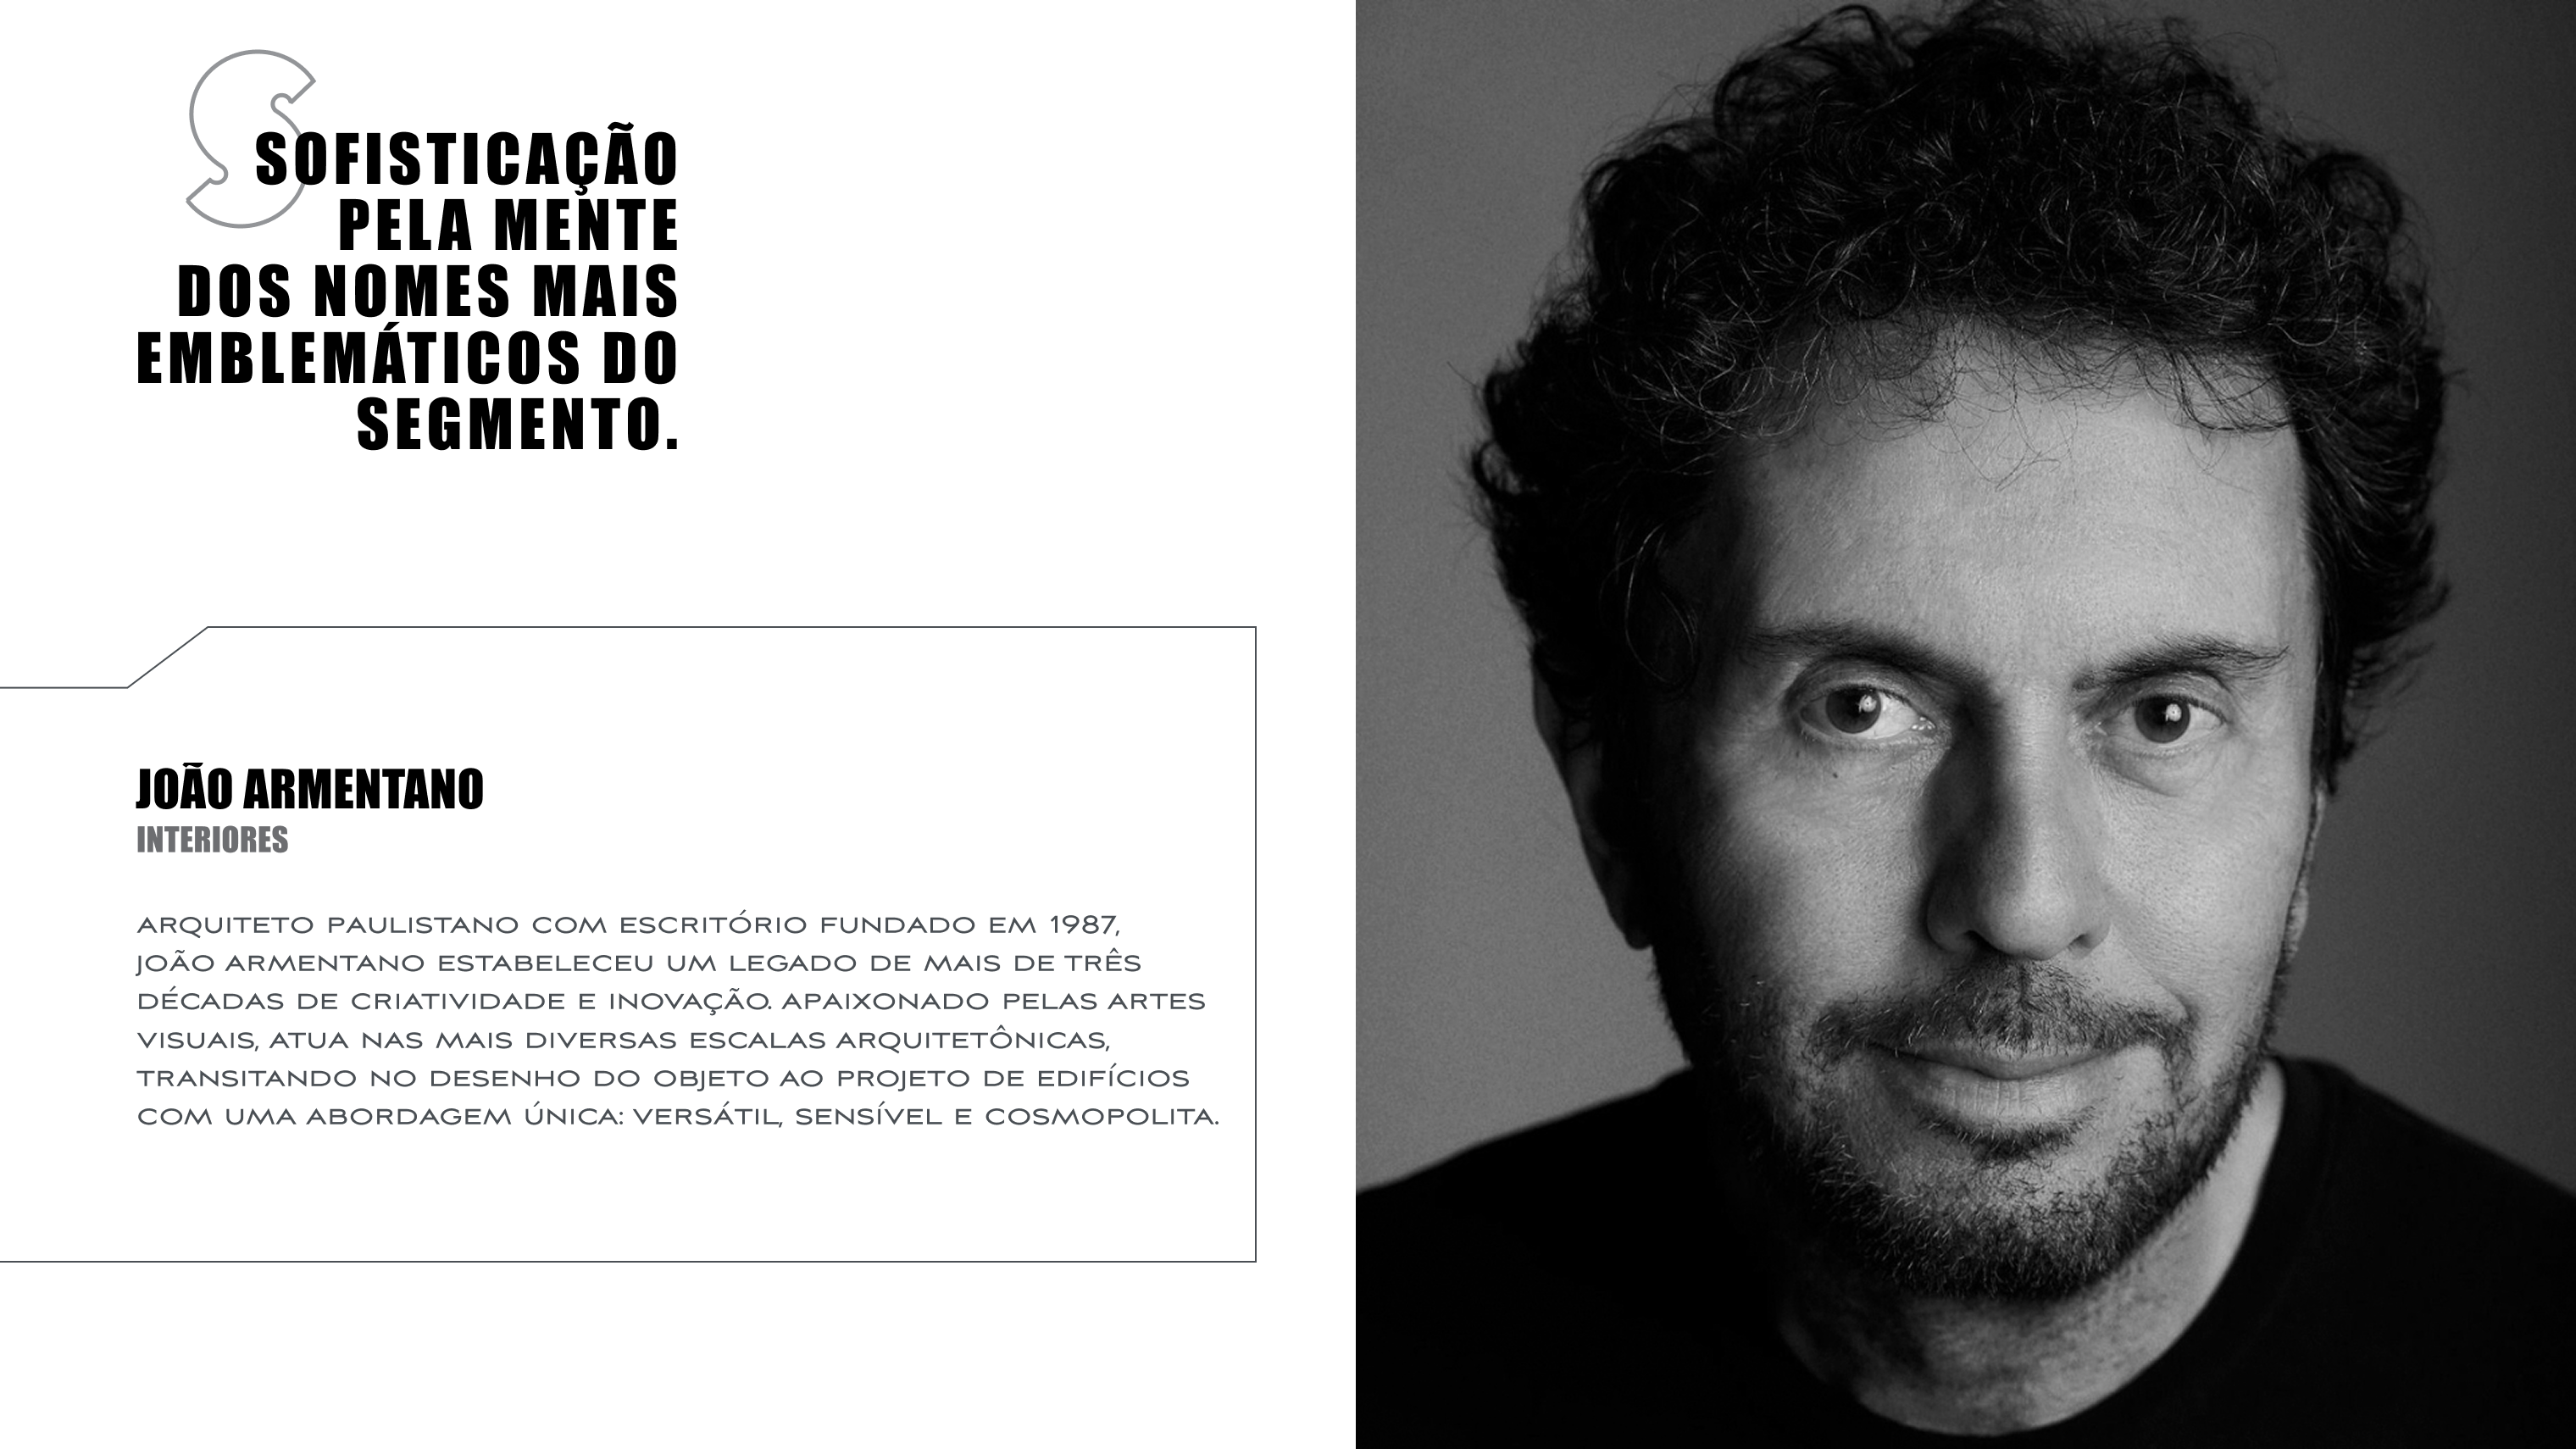 S
SOFISTICAÇÃO
PELA MENTE
DOS NOMES MAIS
EMBLEMÁTICOS DO
SEGMENTO.
JOÃO ARMENTANO
INTERIORES
ARQUITETO PAULISTANO COM ESCRITÓRIO FUNDADO EM 1987,
JOÃO ARMENTANO ESTABELECEU UM LEGADO DE MAIS DE TRÊS
DÉCADAS DE CRIATIVIDADE E INOVAÇÃO. APAIXONADO PELAS ARTES
VISUAIS, ATUA NAS MAIS DIVERSAS ESCALAS ARQUITETÔNICAS,
TRANSITANDO NO DESENHO DO OBJETO AO PROJETO DE EDIFÍCIOS
COM UMA ABORDAGEM ÚNICA: VERSÁTIL, SENSÍVEL E COSMOPOLITA.